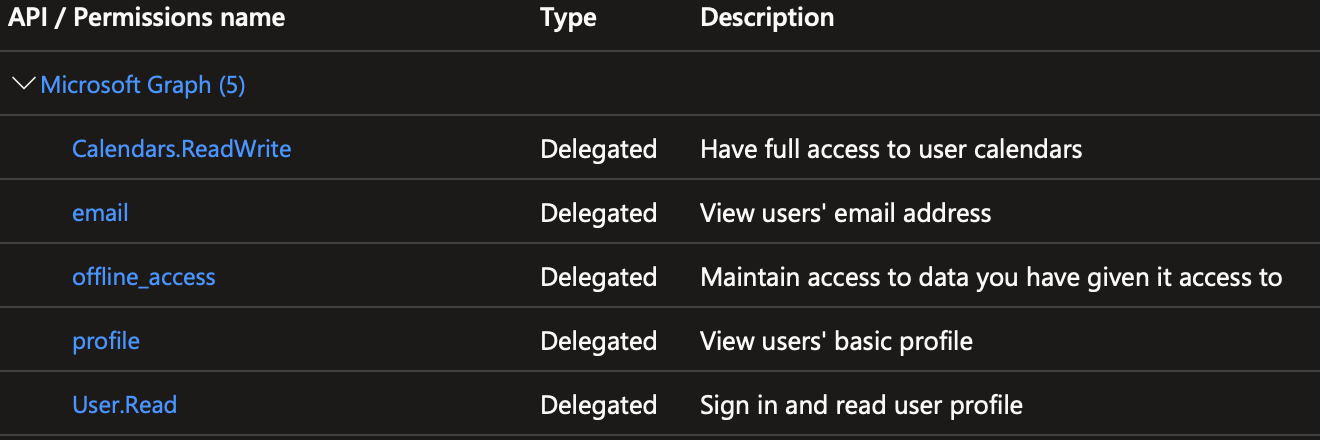 API / Permissions name Type Description
Microsoft Graph (5)
Calendars.ReadWrite Delegated Have full access to user calendars
email Delegated View users' email address
offline_access Delegated Maintain access to data you have given it access to
profile Delegated View users' basic profile
User.Read Delegated Sign in and read user profile